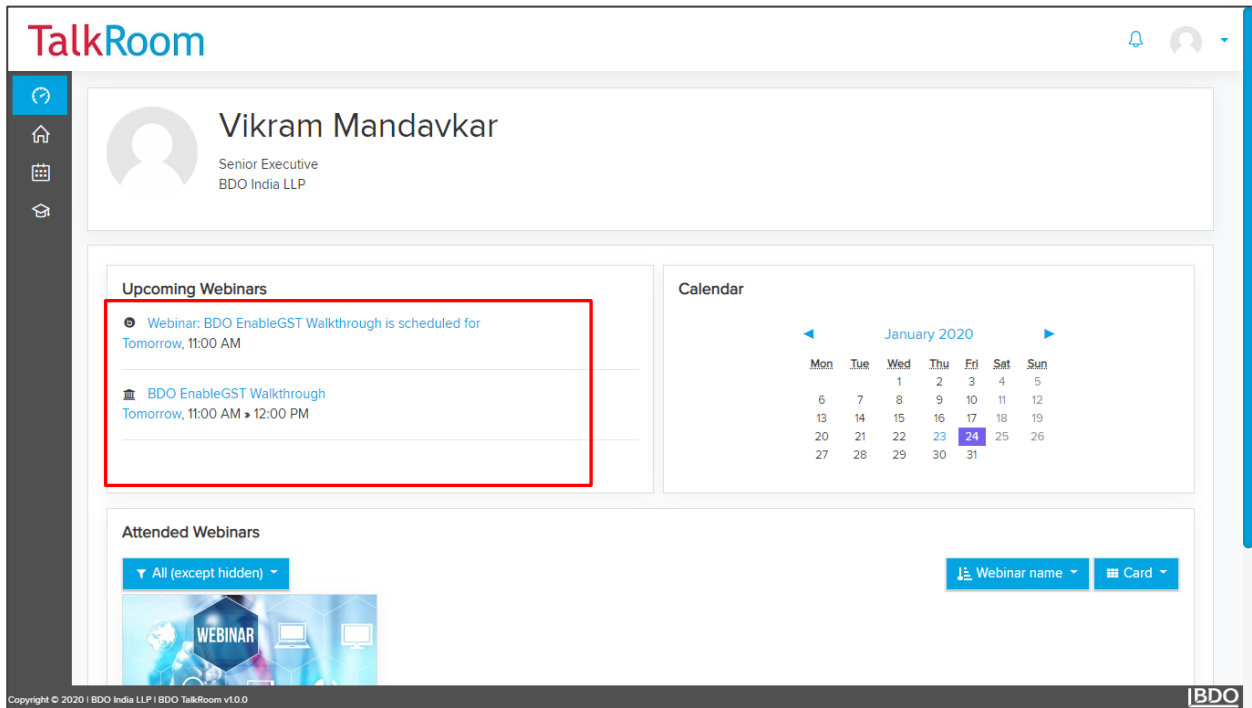 TalkRoom
Vikram Mandavkar
Senior Executive
BDO India LLP
Upcoming Webinars
Webinar: BDO EnableGST Walkthrough is scheduled for
Tomorrow, 11:00 AM
BDO EnableGST Walkthrough
Tomorrow, 11:00 AM » 12:00 PM
Calendar
◄ January 2020 ►
Mon Tue Wed Thu Fri Sat Sun
1 2 3 4 5
6 7 8 9 10 11 12
13 14 15 16 17 18 19
20 21 22 23 24 25 26
27 28 29 30 31
Attended Webinars
All (except hidden)
Webinar name
Card
WEBINAR
Copyright © 2020 | BDO India LLP | BDO TalkRoom v1.0.0
BDO